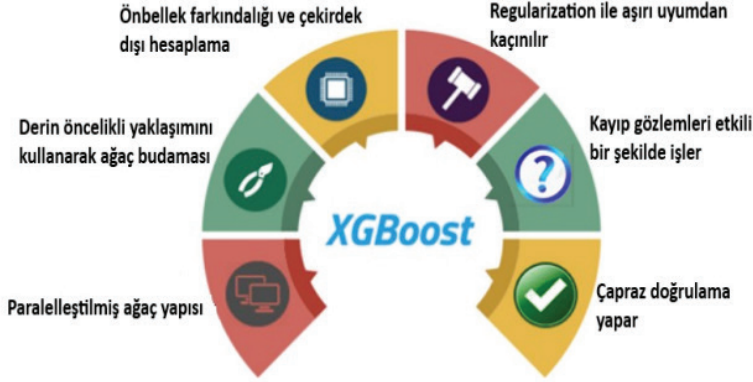 Önbellek farkındalığı ve çekirdek
dışı hesaplama
Regularization ile aşırı uyumdan
kaçınılır
Derin öncelikli yaklaşımını
kullanarak ağaç budaması
Kayıp gözlemleri etkili
bir şekilde işler
?
XGBoost
Paralelleştilmiş ağaç yapısı
Çapraz doğrulama
yapar